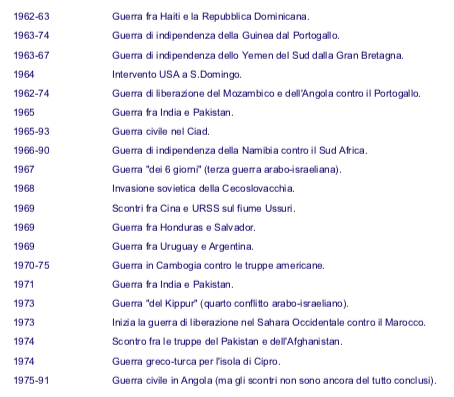 1962-63 Guerra fra Haiti e la Repubblica Dominicana.
1963-74 Guerra di indipendenza della Guinea dal Portogallo.
1963-67 Guerra di indipendenza dello Yemen del Sud dalla Gran Bretagna.
1964 Intervento USA a S.Domingo.
1962-74 Guerra di liberazione del Mozambico e dell'Angola contro il Portogallo.
1965 Guerra fra India e Pakistan.
1965-93 Guerra civile nel Ciad.
1966-90 Guerra di indipendenza della Namibia contro il Sud Africa.
1967 Guerra "dei 6 giorni" (terza guerra arabo-israeliana).
1968 Invasione sovietica della Cecoslovacchia.
1969 Scontri fra Cina e URSS sul fiume Ussuri.
1969 Guerra fra Honduras e Salvador.
1969 Guerra fra Uruguay e Argentina.
1970-75 Guerra in Cambogia contro le truppe americane.
1971 Guerra fra India e Pakistan.
1973 Guerra "del Kippur" (quarto conflitto arabo-israeliano).
1973 Inizia la guerra di liberazione nel Sahara Occidentale contro il Marocco.
1974 Scontro fra le truppe del Pakistan e dell'Afghanistan.
1974 Guerra greco-turca per l'isola di Cipro.
1975-91 Guerra civile in Angola (ma gli scontri non sono ancora del tutto conclusi).